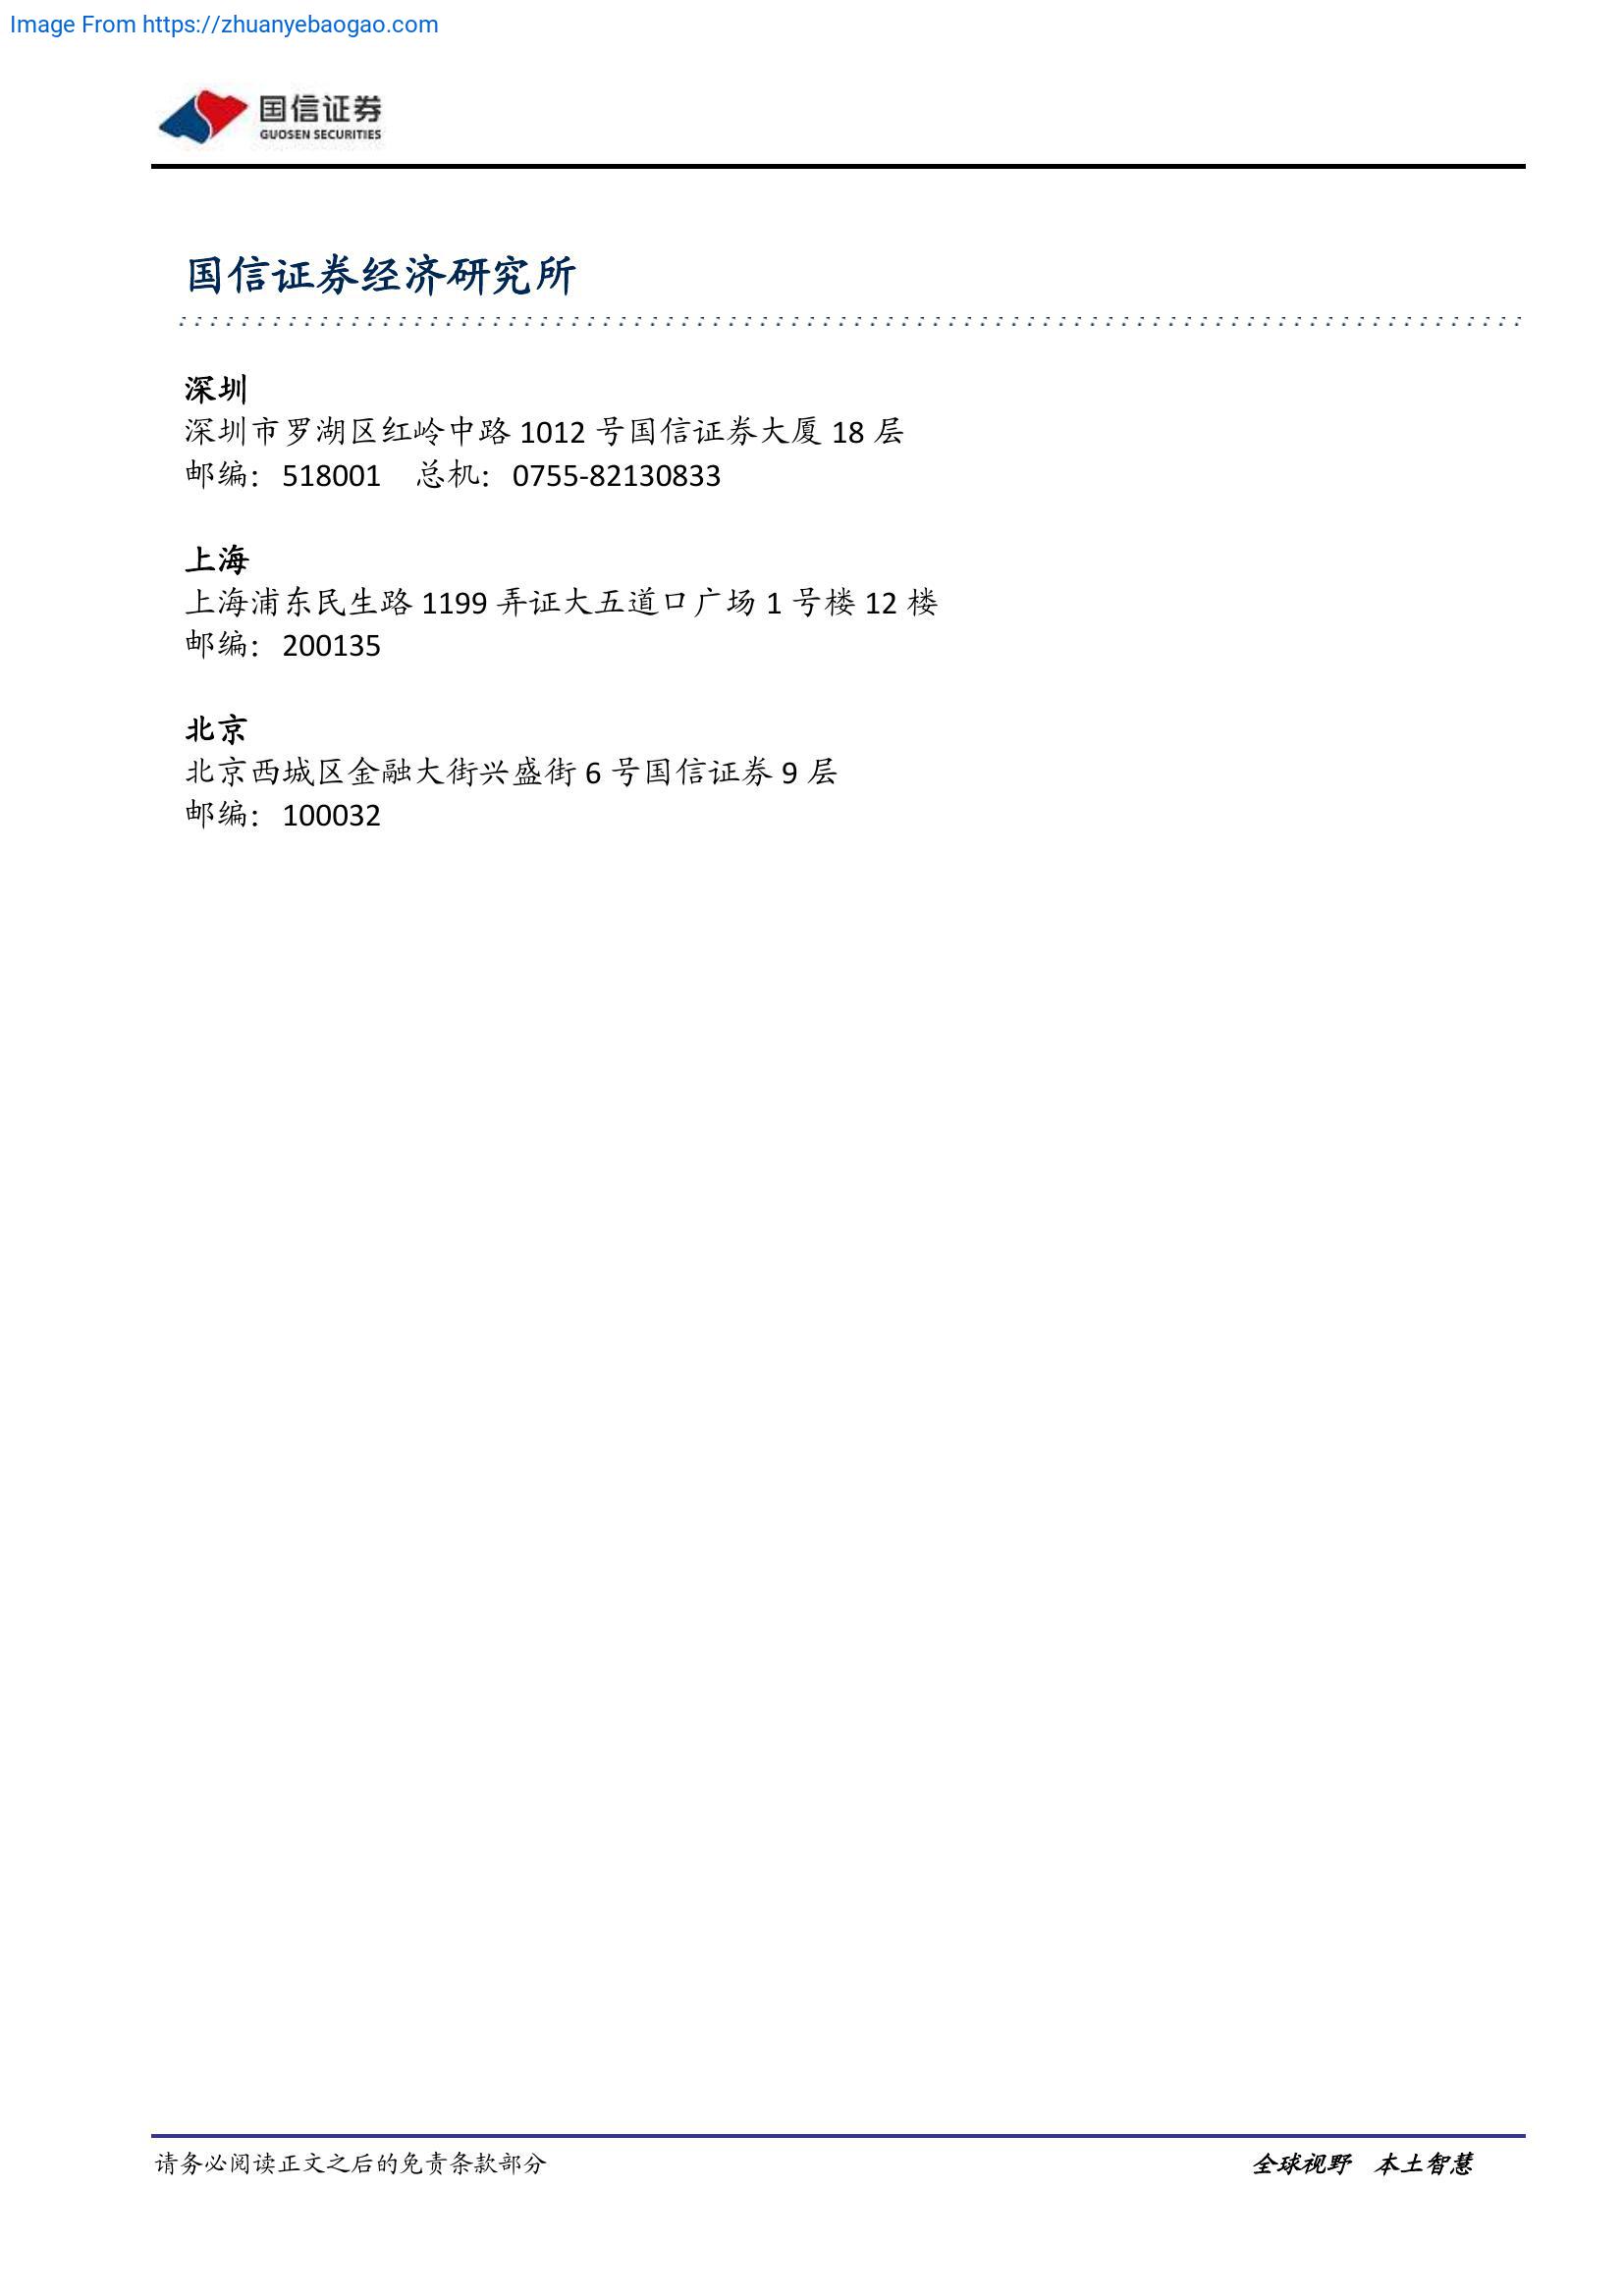 Image From https://zhuanyebaogao.com
国信证券
GUOSEN SECURITIES
国信证券经济研究所
深圳
深圳市罗湖区红岭中路 1012 号国信证券大厦 18 层
邮编：518001 总机：0755-82130833
上海
上海浦东民生路 1199 弄证大五道口广场 1 号楼 12 楼
邮编：200135
北京
北京西城区金融大街兴盛街 6 号国信证券 9 层
邮编：100032
请务必阅读正文之后的免责条款部分 全球视野 本土智慧